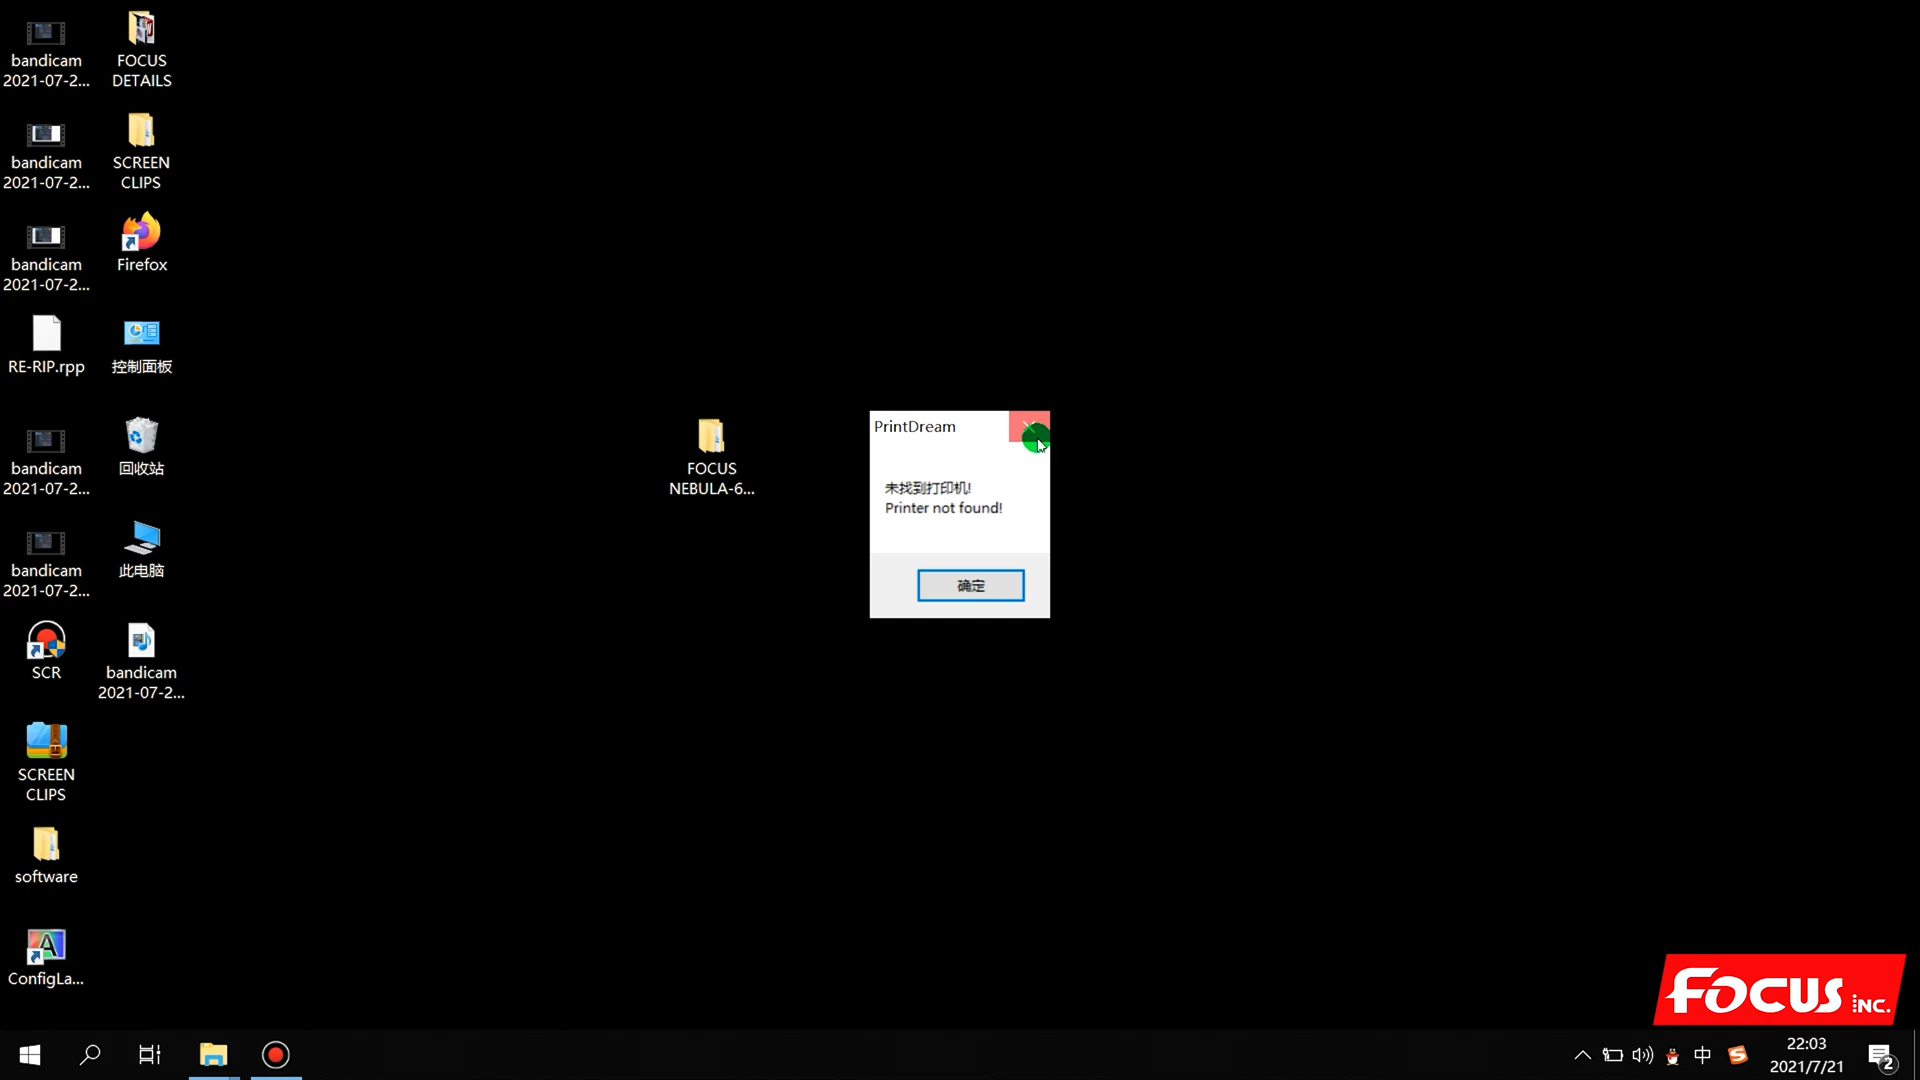 bandicam
2021-07-2...
FOCUS
DETAILS
bandicam
2021-07-2...
SCREEN
CLIPS
bandicam
2021-07-2...
Firefox
RE-RIP.rpp
控制面板
bandicam
2021-07-2...
回收站
bandicam
2021-07-2...
此电脑
SCR
bandicam
2021-07-2...
SCREEN
CLIPS
software
ConfigLa...
FOCUS
NEBULA-6...
PrintDream
未找到打印机!
Printer not found!
确定
FOCUS INC.
中
22:03
2021/7/21
2